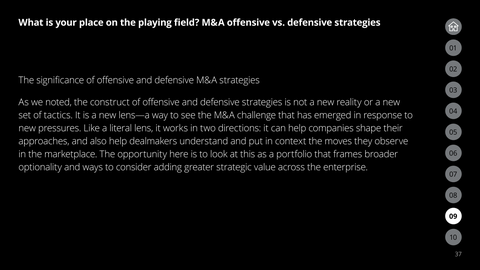 What is your place on the playing field? M&A offensive vs. defensive strategies
The significance of offensive and defensive M&A strategies
As we noted, the construct of offensive and defensive strategies is not a new reality or a new
set of tactics. It is a new lens—a way to see the M&A challenge that has emerged in response to
new pressures. Like a literal lens, it works in two directions: it can help companies shape their
approaches, and also help dealmakers understand and put in context the moves they observe
in the marketplace. The opportunity here is to look at this as a portfolio that frames broader
optionality and ways to consider adding greater strategic value across the enterprise.
01
02
03
04
05
06
07
08
09
10
37